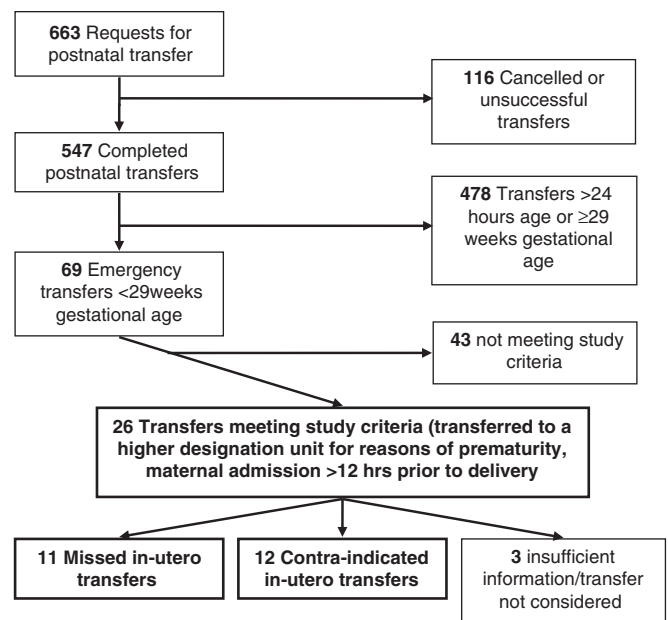 663 Requests for
postnatal transfer
116 Cancelled or
unsuccessful
transfers
547 Completed
postnatal transfers
478 Transfers >24
hours age or ≥29
weeks gestational
age
69 Emergency
transfers <29weeks
gestational age
43 not meeting study
criteria
26 Transfers meeting study criteria (transferred to a
higher designation unit for reasons of prematurity,
maternal admission >12 hrs prior to delivery
11 Missed in-utero
transfers
12 Contra-indicated
in-utero transfers
3 insufficient
information/transfer
not considered